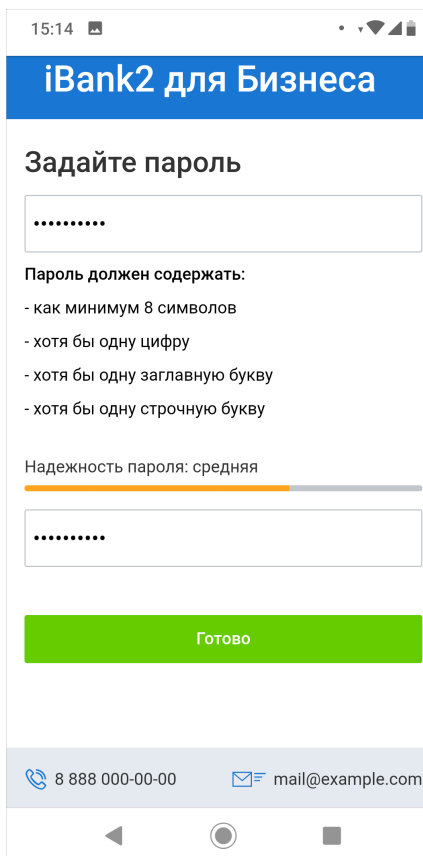 15:14
iBank2 для Бизнеса
Задайте пароль
••••••••••
Пароль должен содержать:
- как минимум 8 символов
- хотя бы одну цифру
- хотя бы одну заглавную букву
- хотя бы одну строчную букву
Надежность пароля: средняя
••••••••••
Готово
8 888 000-00-00 mail@example.com